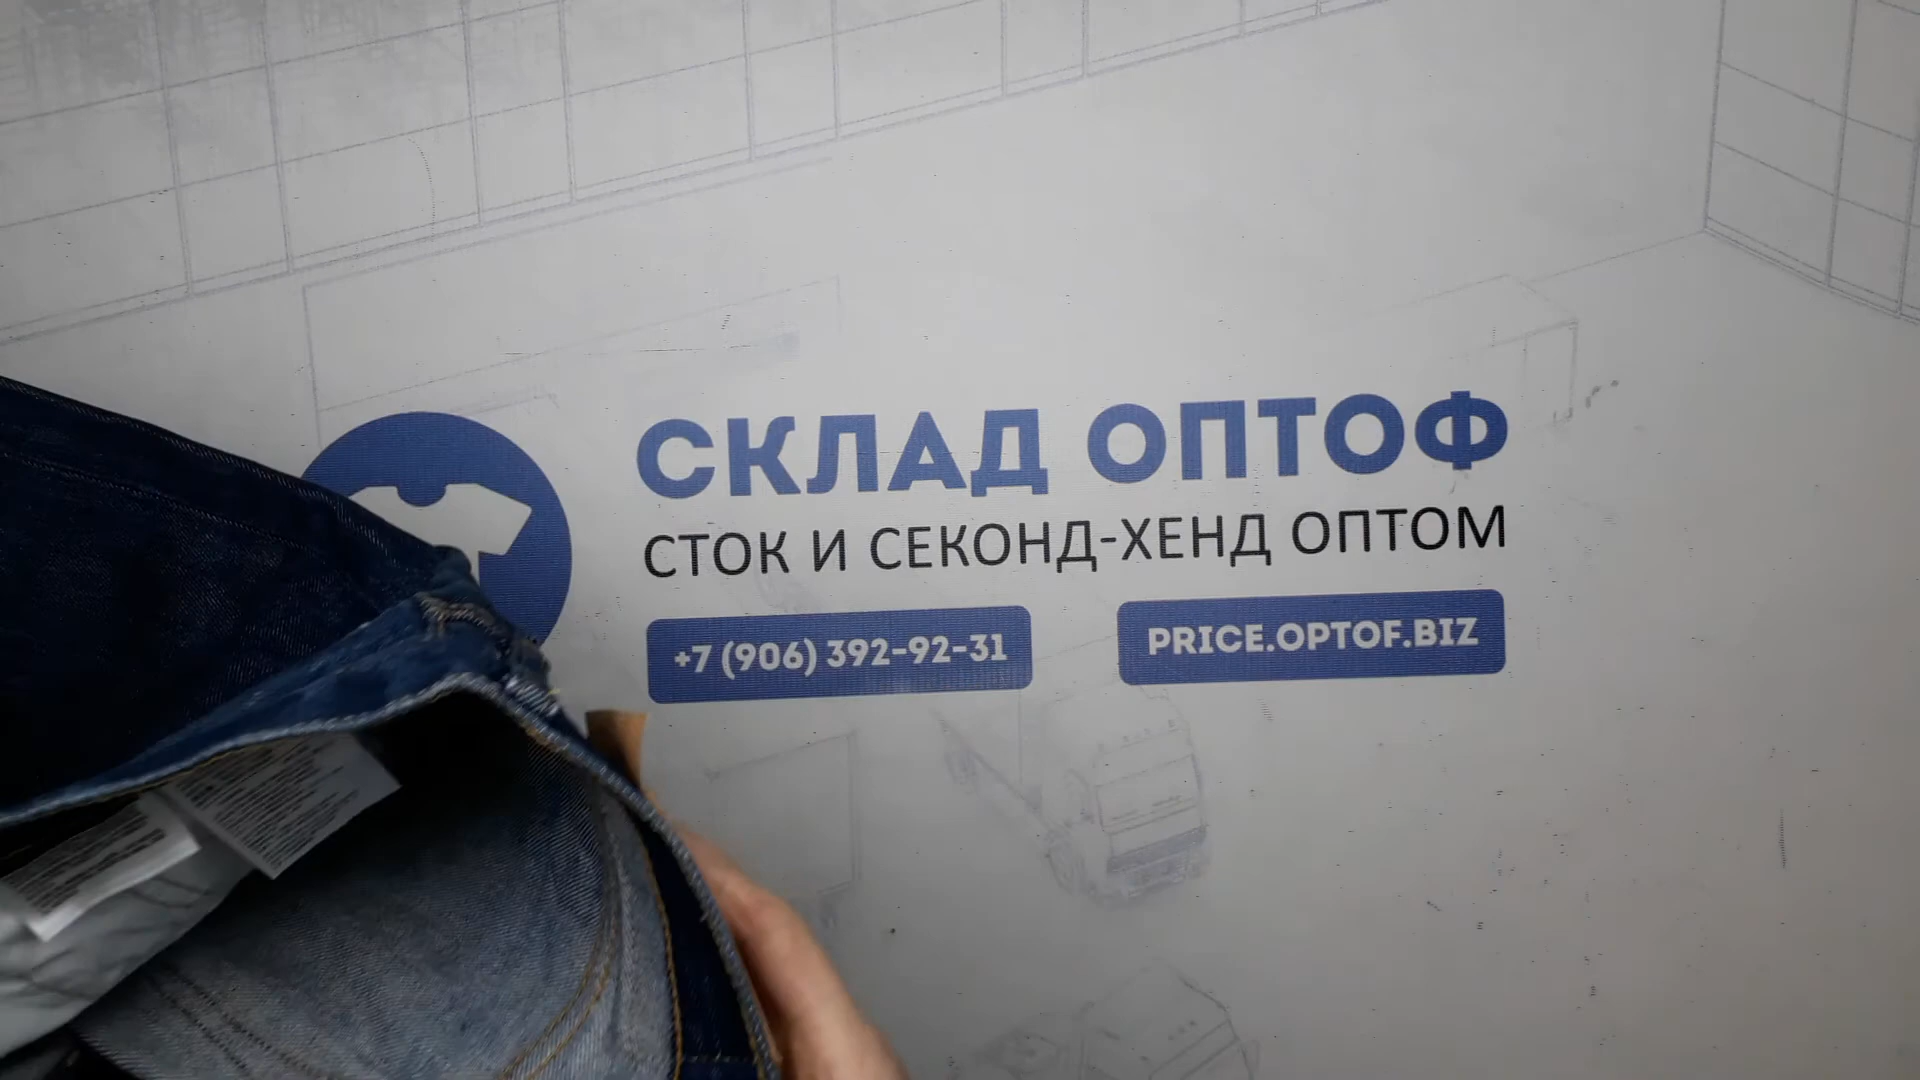 СКЛАД ОПТОФ
СТОК И СЕКОНД-ХЕНД ОПТОМ
+7 (906) 392-92-31
PRICE.OPTOF.BIZ